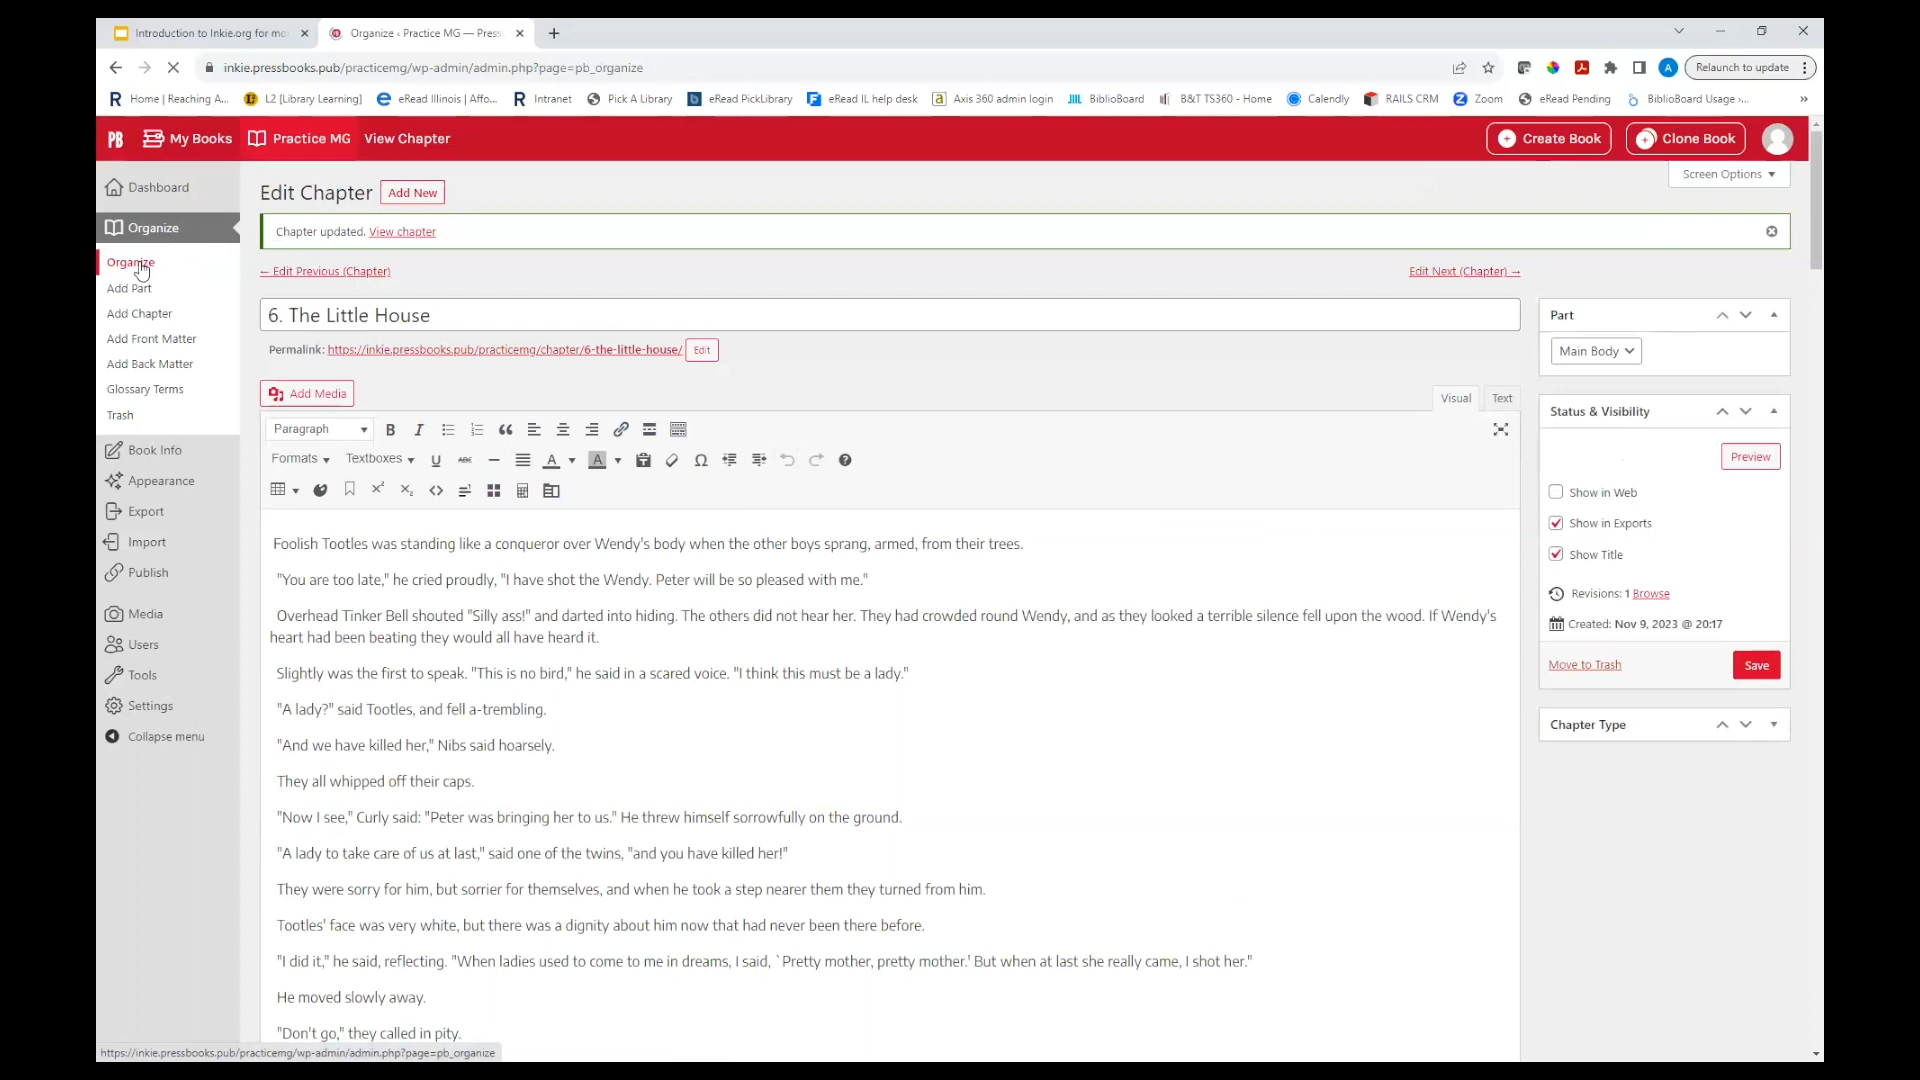 Introduction to Inkie.org for mo
Organize ‹ Practice MG — Press
inkie.pressbooks.pub/practicemg/wp-admin/admin.php?page=pb_organize
Relaunch to update
Home | Reaching A...
L2 [Library Learning]
eRead Illinois | Affo...
Intranet
Pick A Library
eRead PickLibrary
eRead IL help desk
Axis 360 admin login
BiblioBoard
B&T TS360 - Home
Calendly
RAILS CRM
Zoom
eRead Pending
BiblioBoard Usage -...
PB
My Books
Practice MG
View Chapter
Create Book
Clone Book
Screen Options
Dashboard
Organize
Organize
Add Part
Add Chapter
Add Front Matter
Add Back Matter
Glossary Terms
Trash
Book Info
Appearance
Export
Import
Publish
Media
Users
Tools
Settings
Collapse menu
Edit Chapter
Add New
Chapter updated. View chapter
← Edit Previous (Chapter)
Edit Next (Chapter) →
6. The Little House
Permalink: https://inkie.pressbooks.pub/practicemg/chapter/6-the-little-house/ Edit
Add Media
Visual
Text
Paragraph
Formats
Textboxes
Foolish Tootles was standing like a conqueror over Wendy's body when the other boys sprang, armed, from their trees.
"You are too late," he cried proudly, "I have shot the Wendy. Peter will be so pleased with me."
Overhead Tinker Bell shouted "Silly ass!" and darted into hiding. The others did not hear her. They had crowded round Wendy, and as they looked a terrible silence fell upon the wood. If Wendy's
heart had been beating they would all have heard it.
Slightly was the first to speak. "This is no bird," he said in a scared voice. "I think this must be a lady."
"A lady?" said Tootles, and fell a-trembling.
"And we have killed her," Nibs said hoarsely.
They all whipped off their caps.
"Now I see," Curly said: "Peter was bringing her to us." He threw himself sorrowfully on the ground.
"A lady to take care of us at last," said one of the twins, "and you have killed her!"
They were sorry for him, but sorrier for themselves, and when he took a step nearer them they turned from him.
Tootles' face was very white, but there was a dignity about him now that had never been there before.
"I did it," he said, reflecting. "When ladies used to come to me in dreams, I said, `Pretty mother, pretty mother.' But when at last she really came, I shot her."
He moved slowly away.
"Don't go," they called in pity.
Part
Main Body
Status & Visibility
Preview
Show in Web
Show in Exports
Show Title
Revisions: 1 Browse
Created: Nov 9, 2023 @ 20:17
Move to Trash
Save
Chapter Type
https://inkie.pressbooks.pub/practicemg/wp-admin/admin.php?page=pb_organize